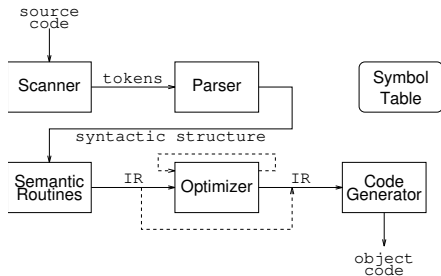 source
code
Scanner
tokens
Parser
Symbol
Table
syntactic structure
Semantic
Routines
IR
Optimizer
IR
Code
Generator
object
code